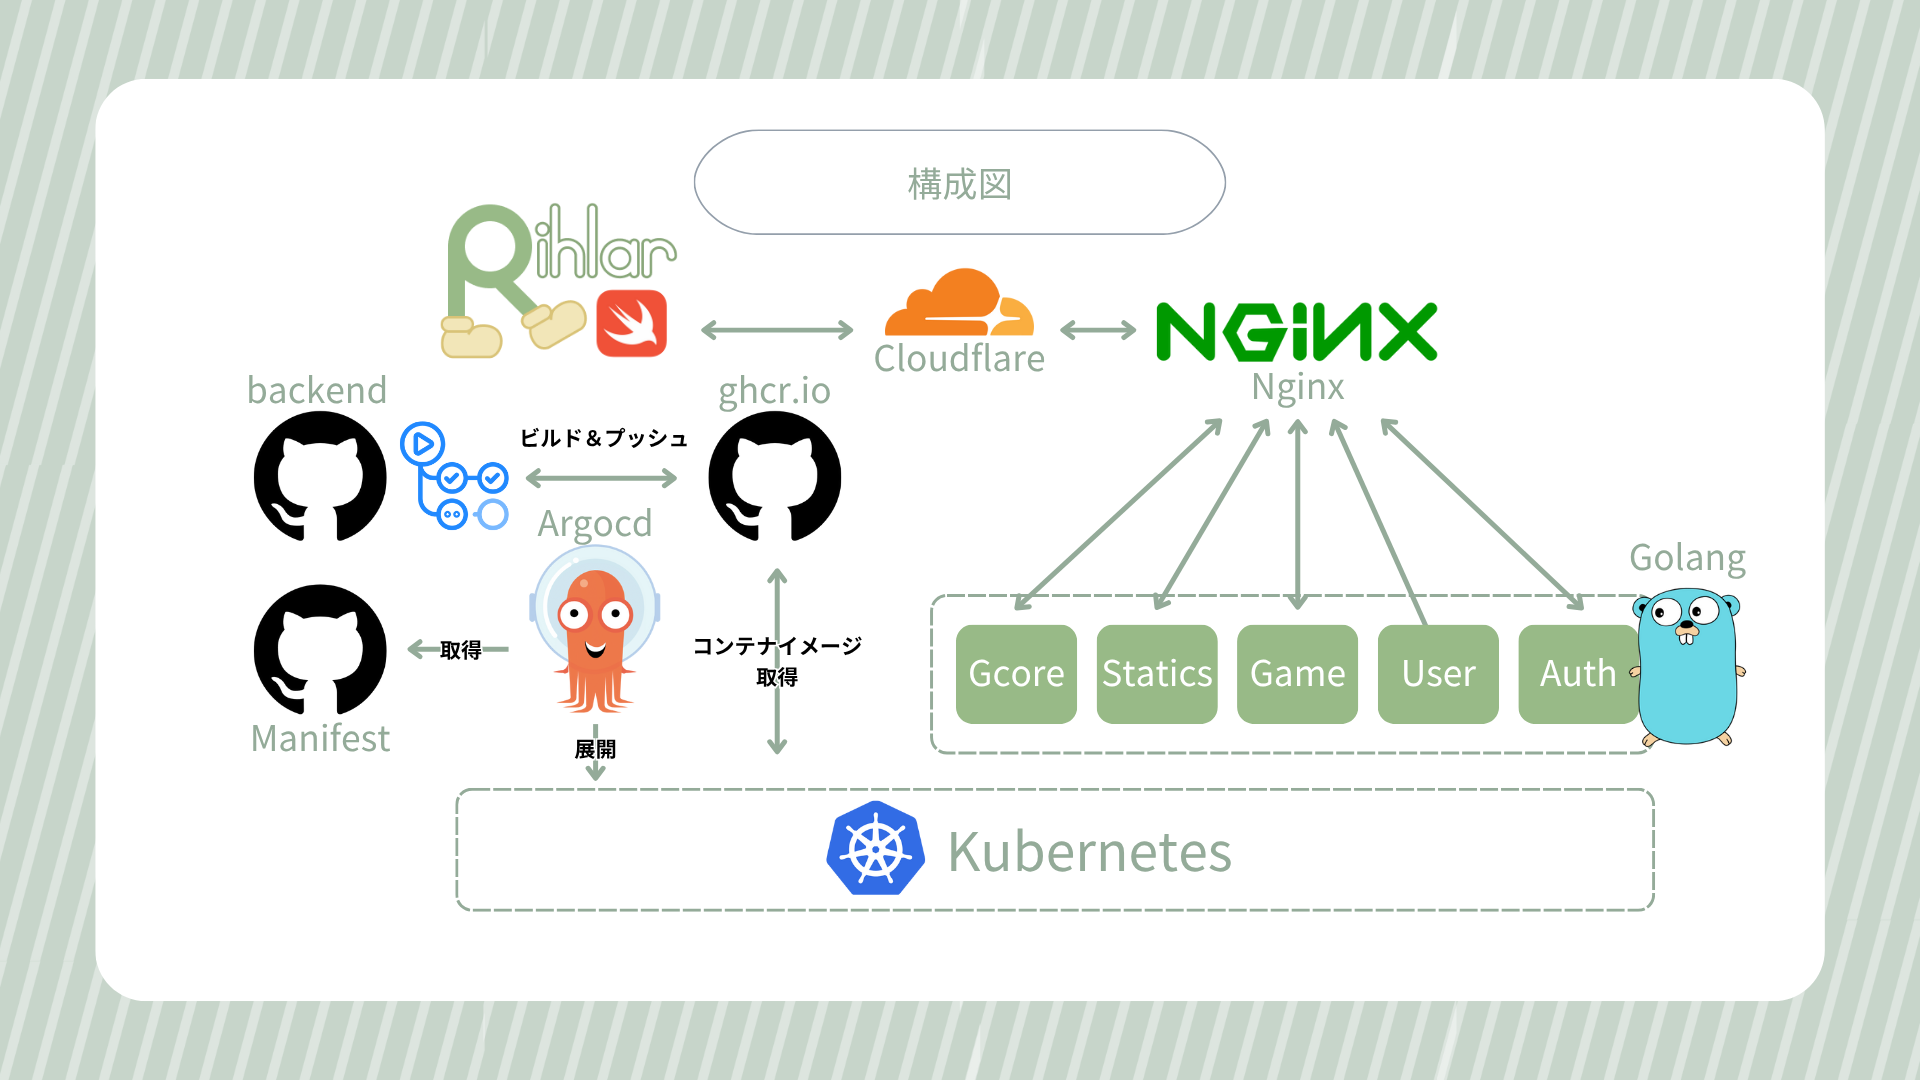 構成図
Rihlar
Cloudflare
NGiNX
Nginx
backend
ghcr.io
ビルド＆プッシュ
Argocd
Golang
取得
コンテナイメージ
取得
Gcore
Statics
Game
User
Auth
Manifest
展開
Kubernetes